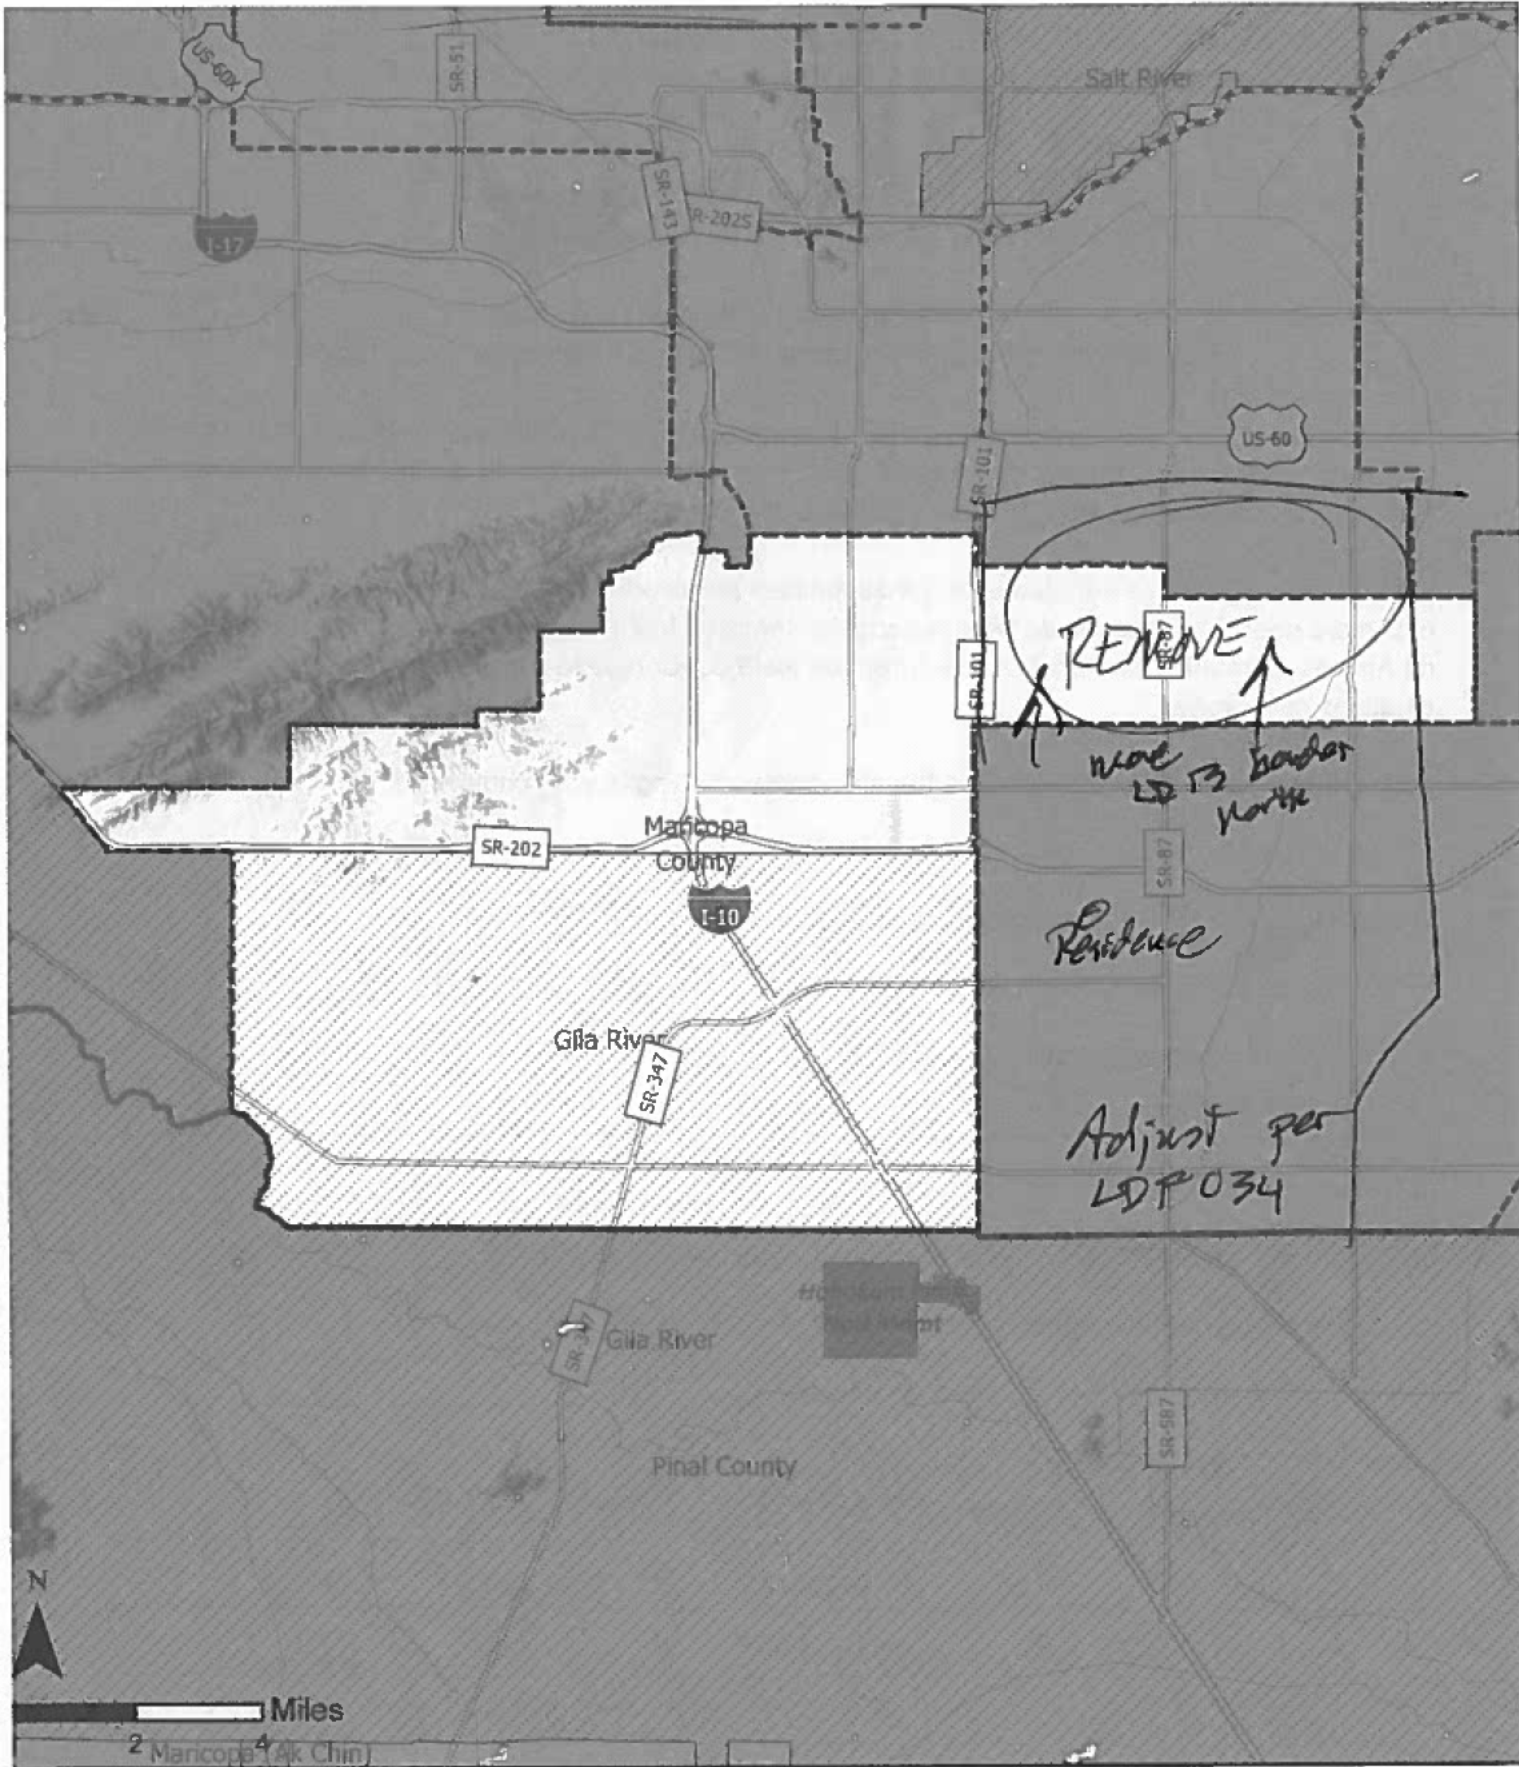 US-60X
SR-51
Salt River
SR-143
R-202S
I-17
US-60
SR-101
REMOVE
SR-87
SR-101
move
LD 13 border
North
Maricopa
County
SR-202
SR-87
I-10
Residence
Gila River
SR-347
Adjust per
LDF 034
SR-347
Gila River
SR-587
Pinal County
N
Miles
2
4
Maricopa (Ak Chin)